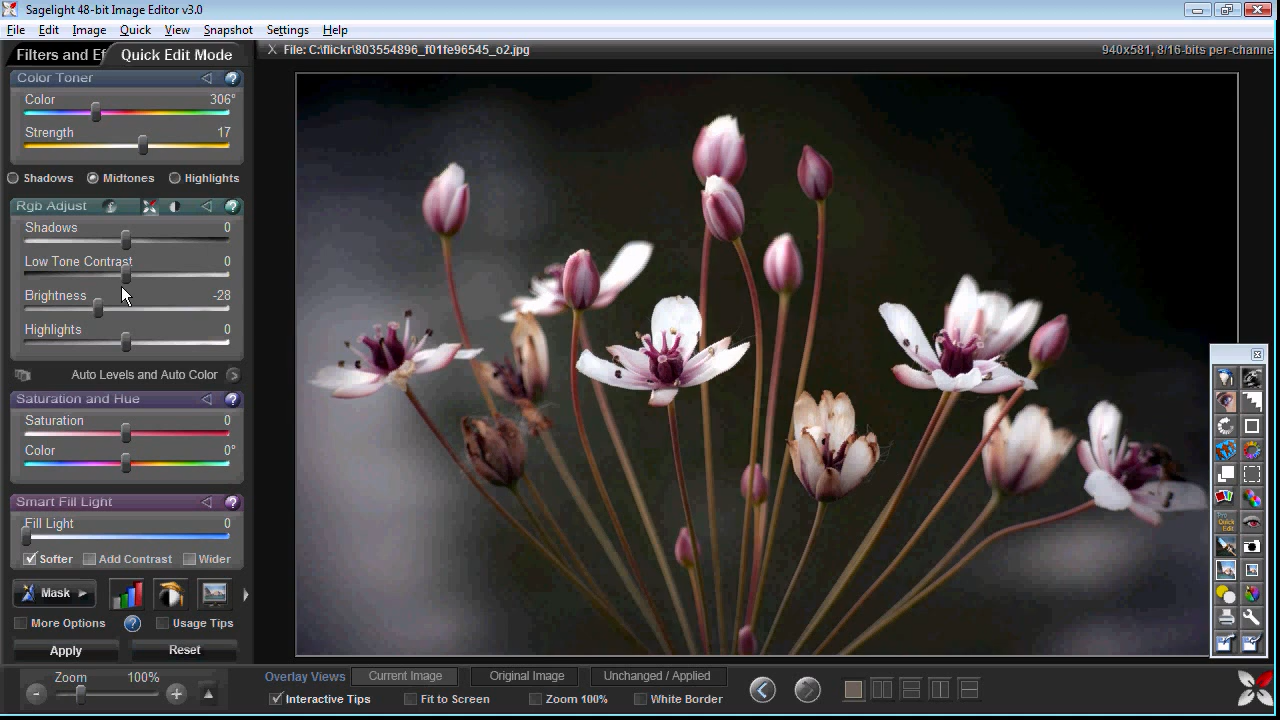 Sagelight 48-bit Image Editor v3.0
File Edit Image Quick View Snapshot Settings Help
Filters and Ef Quick Edit Mode
X File: C:\flickr\803554896_f01fe96545_o2.jpg 940x581, 8/16-bits per-channe
Color Toner
Color 306°
Strength 17
Shadows Midtones Highlights
Rgb Adjust
Shadows 0
Low Tone Contrast 0
Brightness -28
Highlights 0
Auto Levels and Auto Color
Saturation and Hue
Saturation 0
Color 0°
Smart Fill Light
Fill Light 0
Softer Add Contrast Wider
Mask
More Options Usage Tips
Apply Reset
Zoom 100%
Overlay Views Current Image Original Image Unchanged / Applied
Interactive Tips Fit to Screen Zoom 100% White Border
Quick
Edit